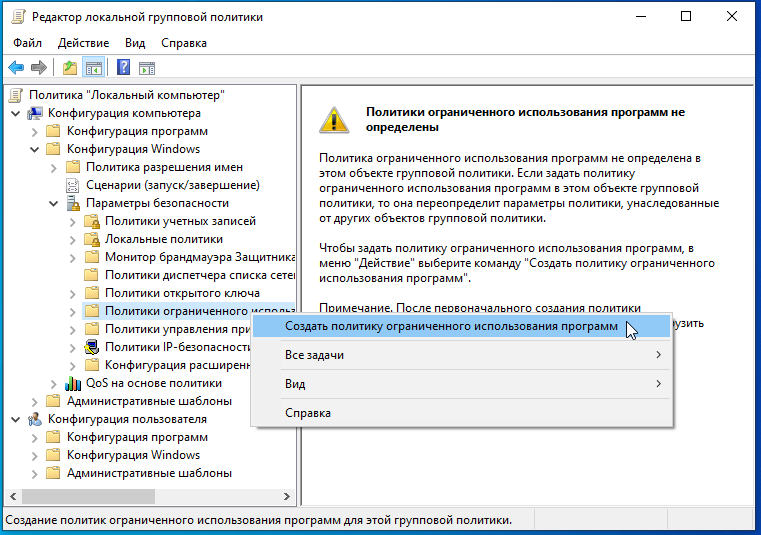 Редактор локальной групповой политики
Файл Действие Вид Справка
Политика "Локальный компьютер"
Конфигурация компьютера
Конфигурация программ
Конфигурация Windows
Политика разрешения имен
Сценарии (запуск/завершение)
Параметры безопасности
Политики учетных записей
Локальные политики
Монитор брандмауэра Защитника
Политики диспетчера списка сете
Политики открытого ключа
Политики ограниченного использ
Политики управления при
Политики IP-безопасности
Конфигурация расширенн
QoS на основе политики
Административные шаблоны
Конфигурация пользователя
Конфигурация программ
Конфигурация Windows
Административные шаблоны
Политики ограниченного использования программ не
определены
Политика ограниченного использования программ не определена в
этом объекте групповой политики. Если задать политику
ограниченного использования программ в этом объекте групповой
политики, то она переопределит параметры политики, унаследованные
от других объектов групповой политики.
Чтобы задать политику ограниченного использования программ, в
меню "Действие" выберите команду "Создать политику ограниченного
использования программ".
Примечание. После первоначального создания политики
рузить
Создать политику ограниченного использования программ
Все задачи
Вид
Справка
Создание политик ограниченного использования программ для этой групповой политики.